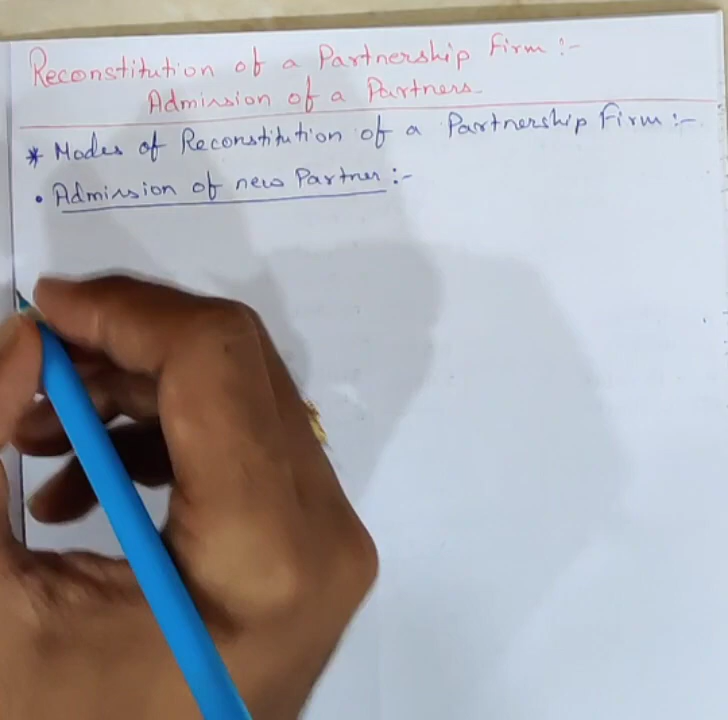 Reconstitution of a Partnership Firm :-
Admission of a Partners.
* Modes of Reconstitution of a Partnership Firm :-
• Admission of new Partner :-